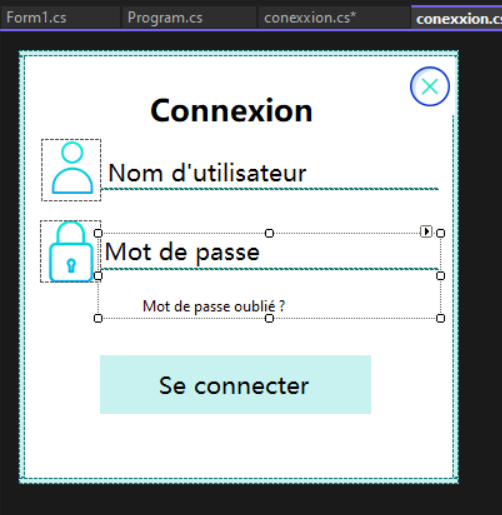 Form1.cs
Program.cs
conexxion.cs*
conexxion.cs
Connexion
Nom d'utilisateur
Mot de passe
Mot de passe oublié ?
Se connecter